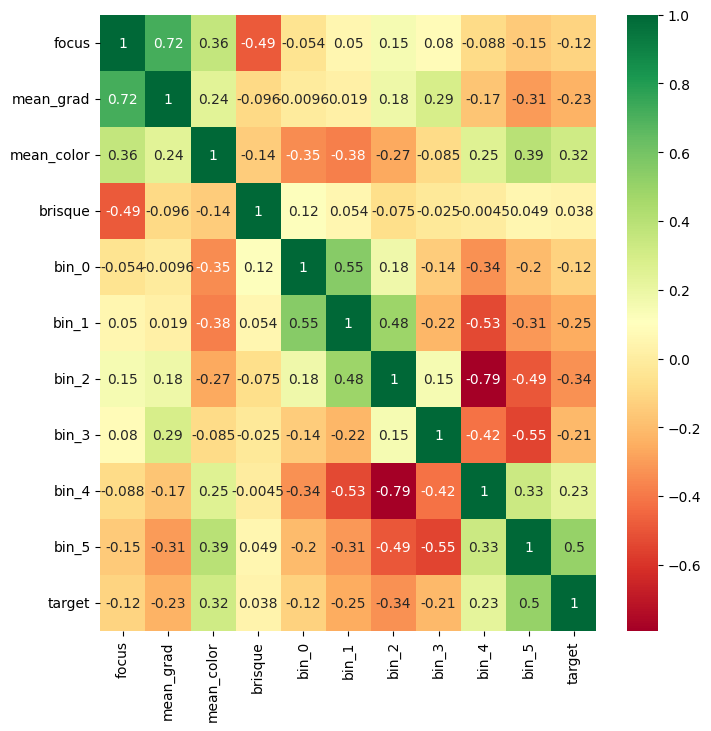 focus 1 0.72 0.36 -0.49 -0.054 0.05 0.15 0.08 -0.088 -0.15 -0.12
mean_grad 0.72 1 0.24 -0.096 -0.0096 0.019 0.18 0.29 -0.17 -0.31 -0.23
mean_color 0.36 0.24 1 -0.14 -0.35 -0.38 -0.27 -0.085 0.25 0.39 0.32
brisque -0.49 -0.096 -0.14 1 0.12 0.054 -0.075 -0.025 -0.0045 0.049 0.038
bin_0 -0.054 -0.0096 -0.35 0.12 1 0.55 0.18 -0.14 -0.34 -0.2 -0.12
bin_1 0.05 0.019 -0.38 0.054 0.55 1 0.48 -0.22 -0.53 -0.31 -0.25
bin_2 0.15 0.18 -0.27 -0.075 0.18 0.48 1 0.15 -0.79 -0.49 -0.34
bin_3 0.08 0.29 -0.085 -0.025 -0.14 -0.22 0.15 1 -0.42 -0.55 -0.21
bin_4 -0.088 -0.17 0.25 -0.0045 -0.34 -0.53 -0.79 -0.42 1 0.33 0.23
bin_5 -0.15 -0.31 0.39 0.049 -0.2 -0.31 -0.49 -0.55 0.33 1 0.5
target -0.12 -0.23 0.32 0.038 -0.12 -0.25 -0.34 -0.21 0.23 0.5 1
focus mean_grad mean_color brisque bin_0 bin_1 bin_2 bin_3 bin_4 bin_5 target
1.0
0.8
0.6
0.4
0.2
0.0
−0.2
−0.4
−0.6